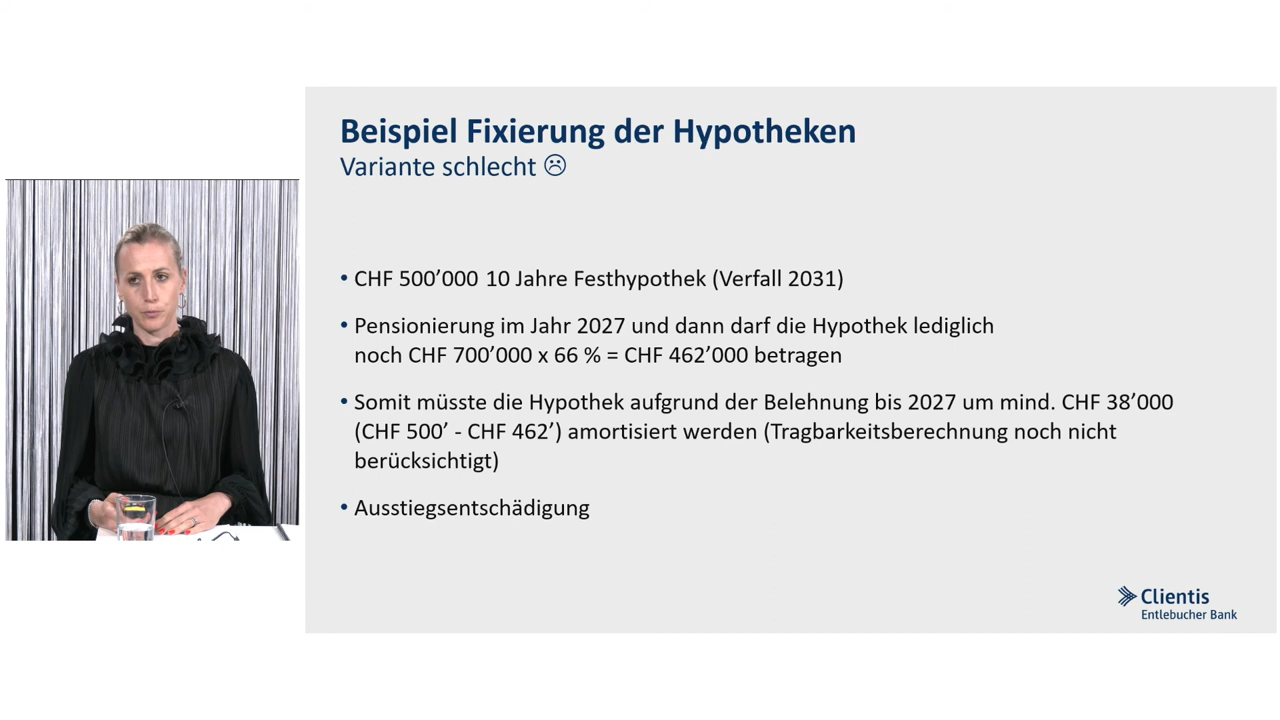 Beispiel Fixierung der Hypotheken
Variante schlecht ☹
• CHF 500’000 10 Jahre Festhypothek (Verfall 2031)
• Pensionierung im Jahr 2027 und dann darf die Hypothek lediglich
noch CHF 700’000 x 66 % = CHF 462’000 betragen
• Somit müsste die Hypothek aufgrund der Belehnung bis 2027 um mind. CHF 38’000
(CHF 500’ - CHF 462’) amortisiert werden (Tragbarkeitsberechnung noch nicht
berücksichtigt)
• Ausstiegsentschädigung
Clientis
Entlebucher Bank